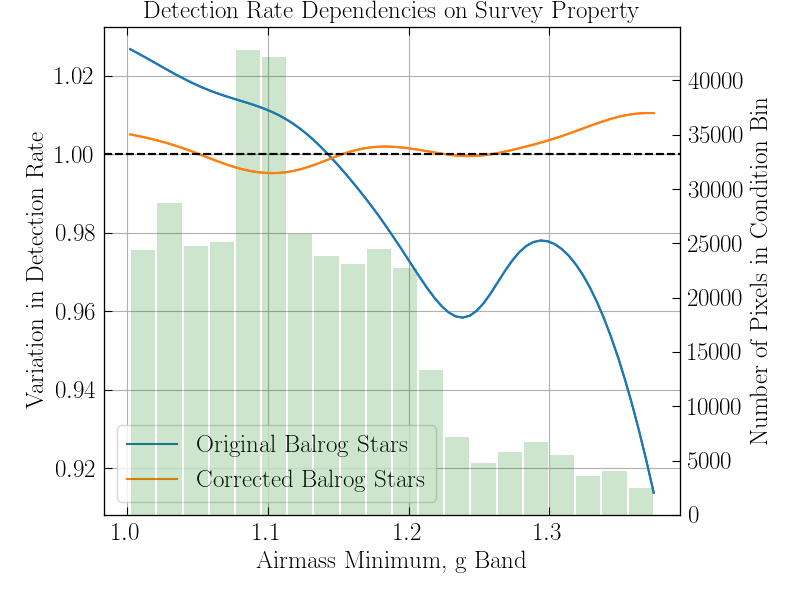 Detection Rate Dependencies on Survey Property
Variation in Detection Rate
1.02
1.00
0.98
0.96
0.94
0.92
40000
35000
30000
25000
20000
15000
10000
5000
0
Number of Pixels in Condition Bin
Original Balrog Stars
Corrected Balrog Stars
1.0 1.1 1.2 1.3
Airmass Minimum, g Band